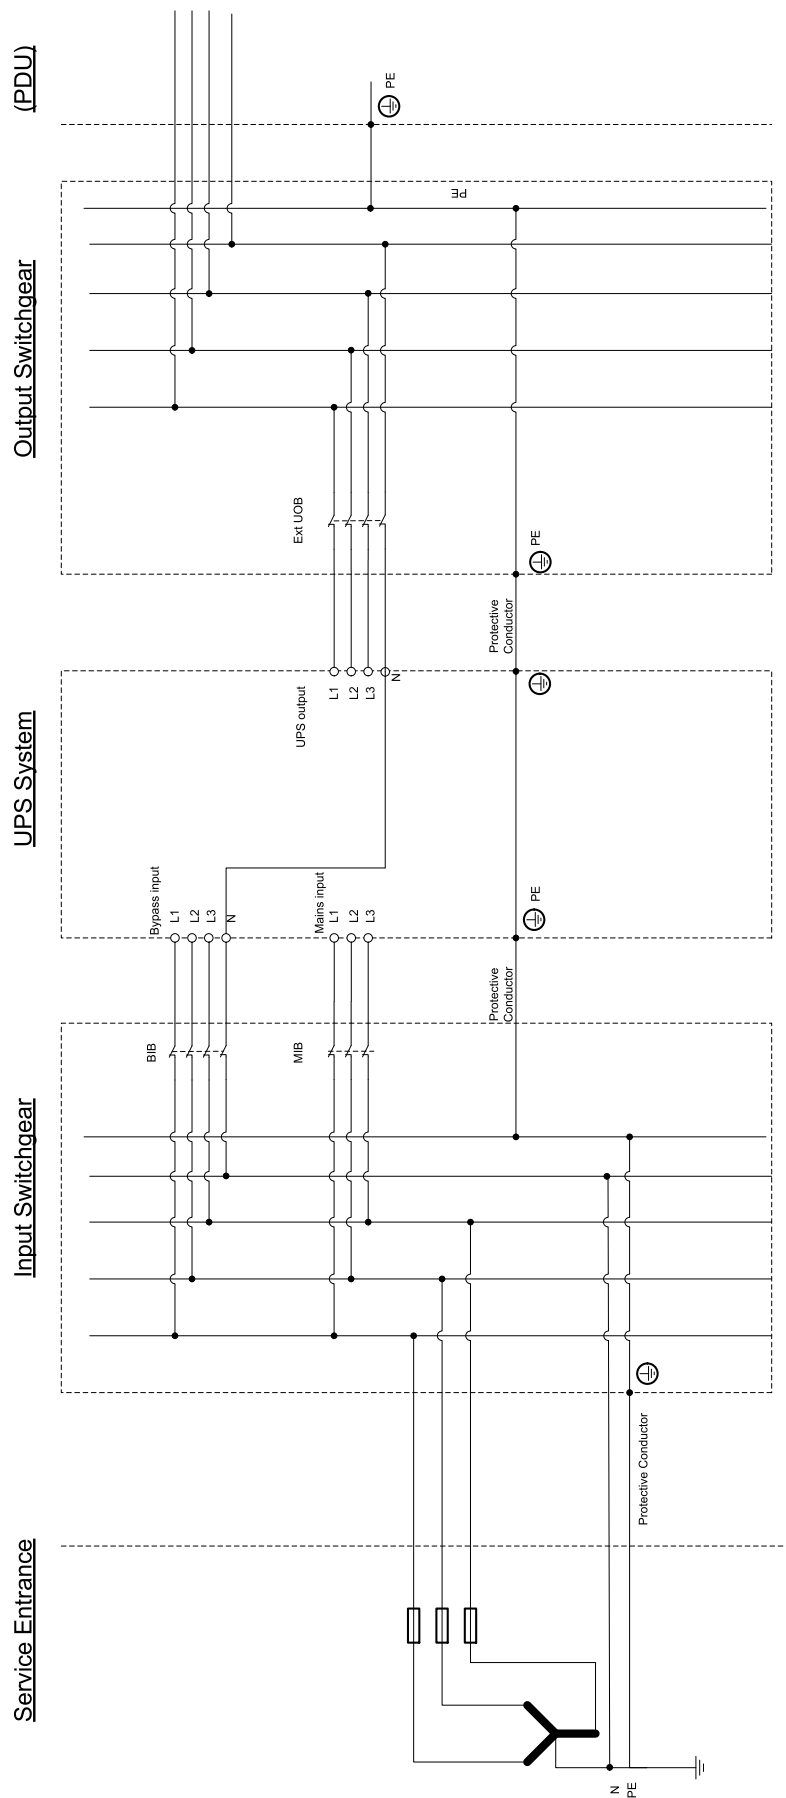 Service Entrance
Input Switchgear
UPS System
Output Switchgear
(PDU)
N
PE
Protective Conductor
BIB
MIB
Protective
Conductor
Bypass input
L1
L2
L3
N
Mains input
L1
L2
L3
PE
UPS output
L1
L2
L3
N
Protective
Conductor
Ext UOB
PE
PE
PE